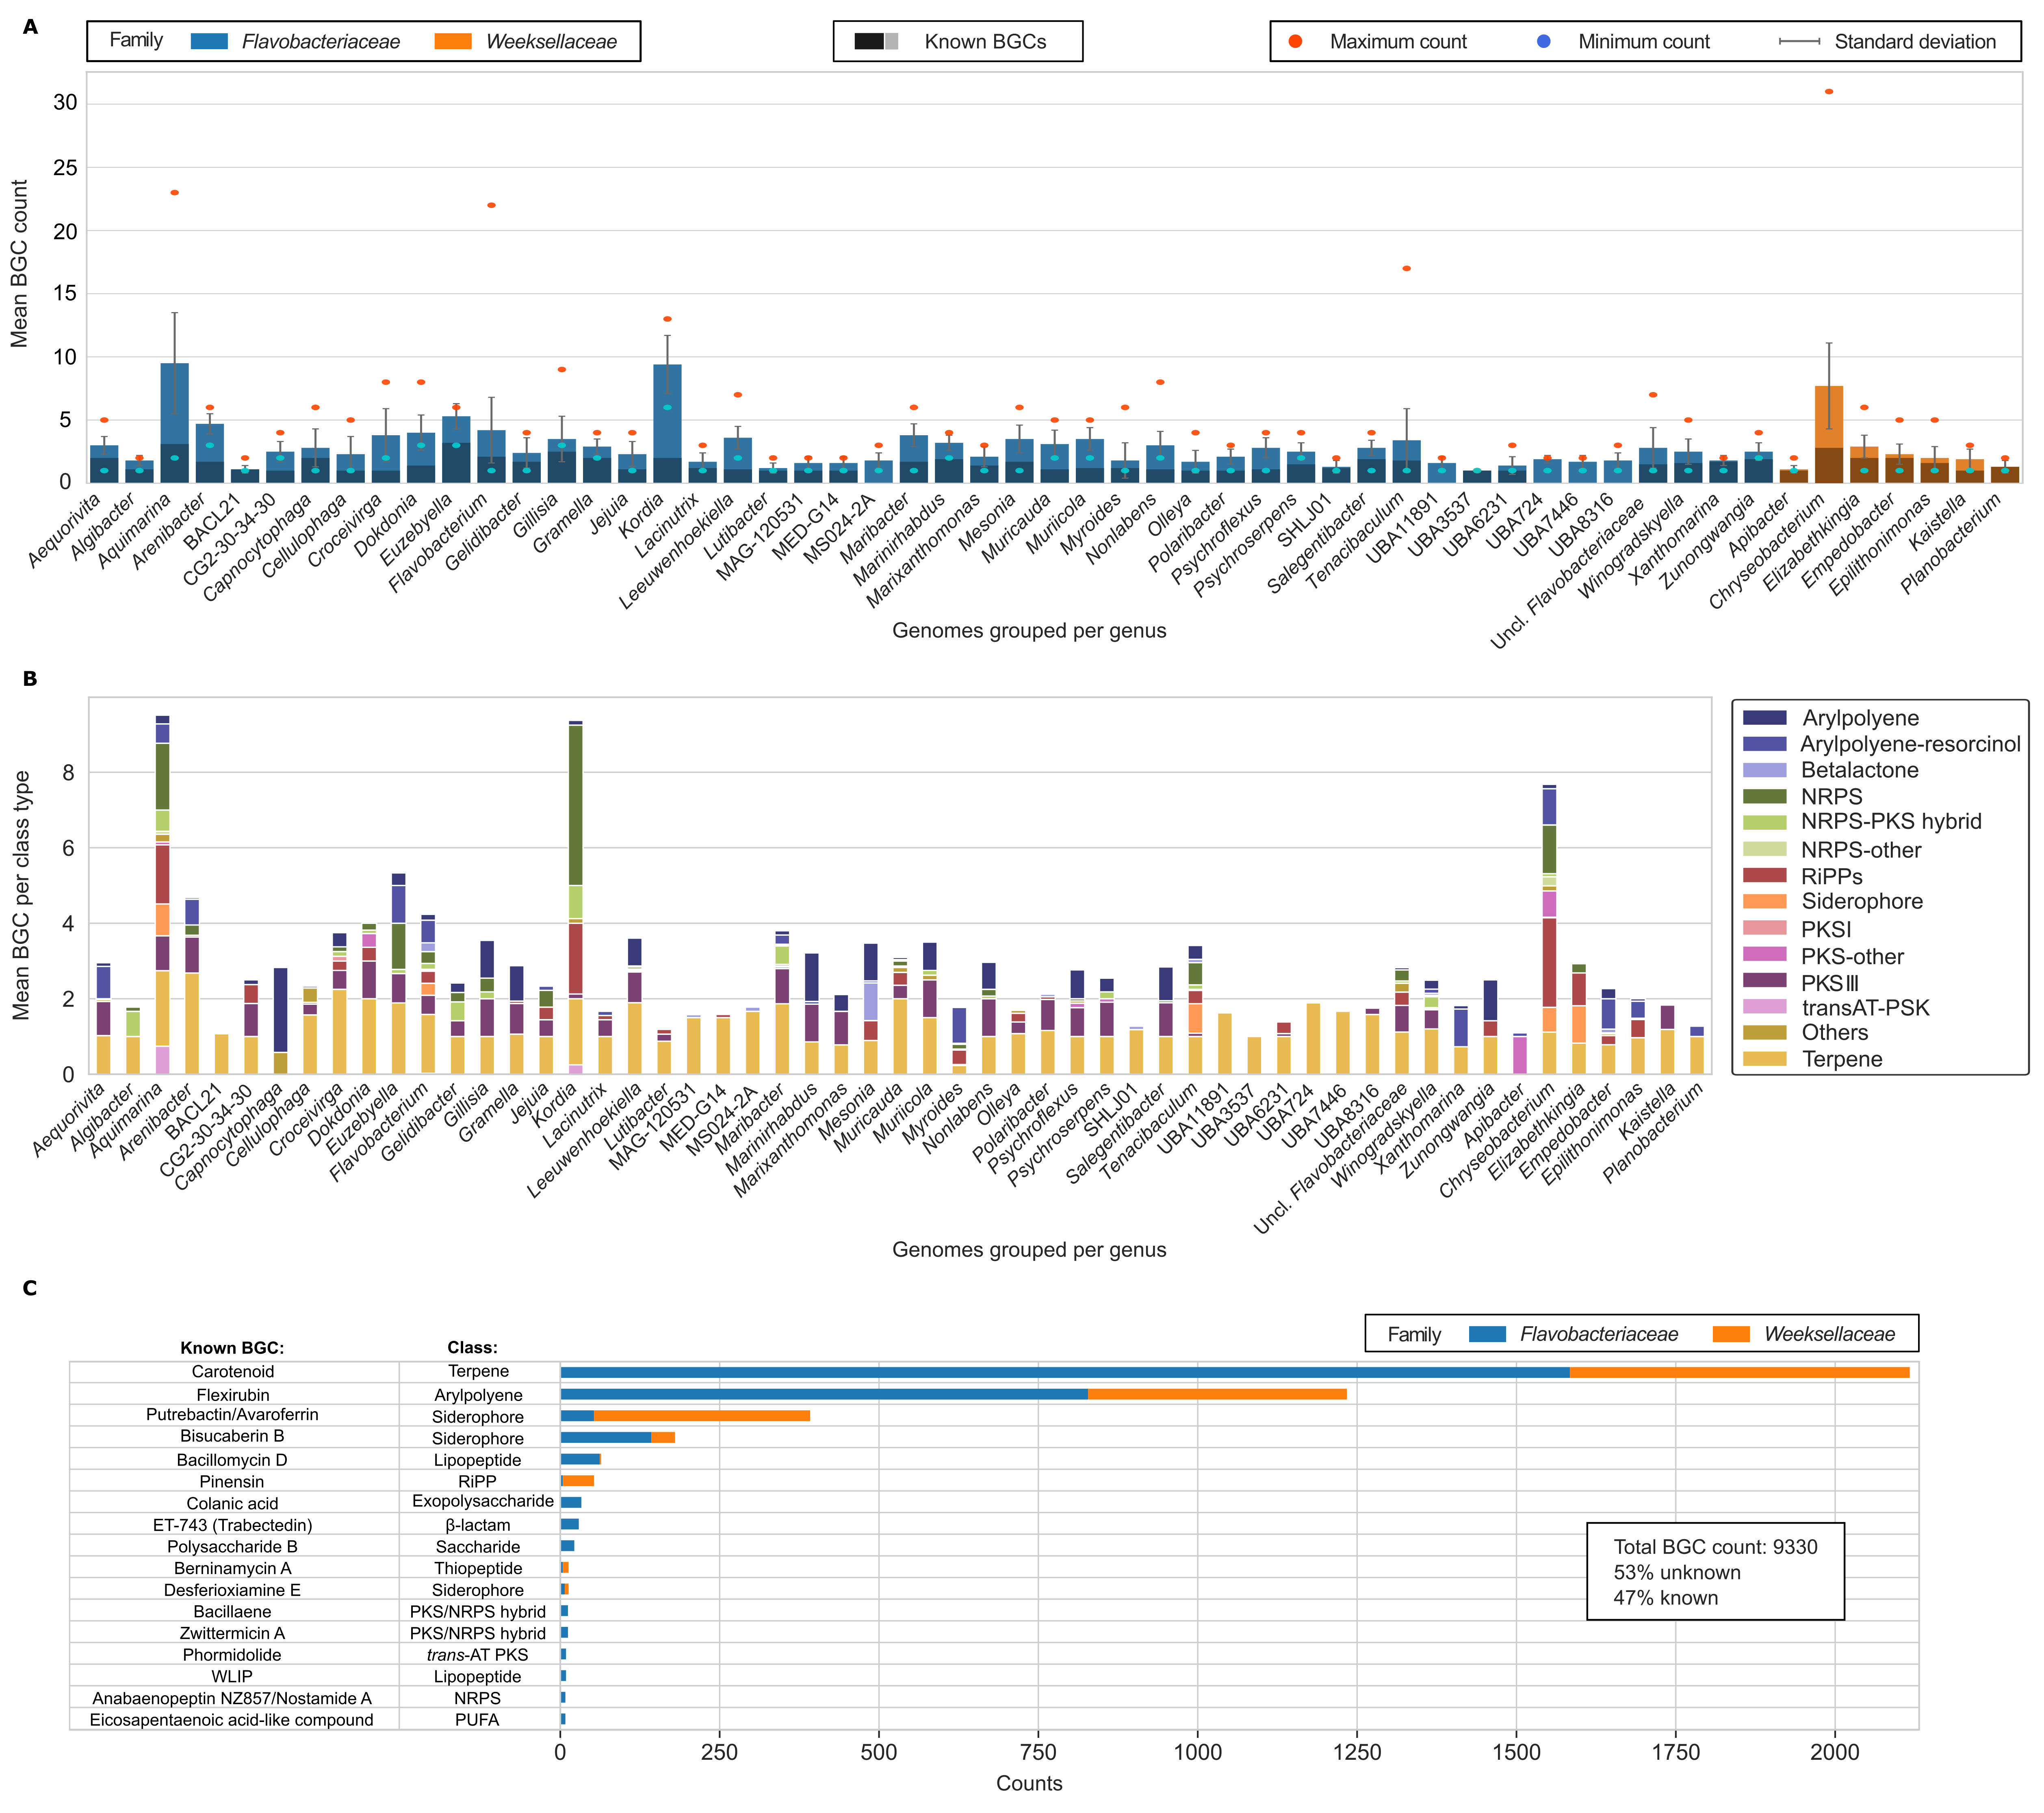 A
Family Flavobacteriaceae Weeksellaceae
Known BGCs
Maximum count Minimum count Standard deviation
Mean BGC count
30
25
20
15
10
5
0
Aequorivita
Algibacter
Aquimarina
Arenibacter
BACL21
CG2-30-34-30
Capnocytophaga
Cellulophaga
Croceivirga
Dokdonia
Euzebyella
Flavobacterium
Gelidibacter
Gillisia
Gramella
Jejuia
Kordia
Lacinutrix
Leeuwenhoekiella
Lutibacter
MAG-120531
MED-G14
MS024-2A
Maribacter
Marinirhabdus
Marixanthomonas
Mesonia
Muricauda
Muricola
Myroides
Nonlabens
Olleya
Polaribacter
Psychroflexus
Psychroserpens
SHLJ01
Salegentibacter
Tenacibaculum
UBA11891
UBA3537
UBA6231
UBA724
UBA7446
UBA8316
Uncl. Flavobacteriaceae
Winogradskyella
Xanthomarina
Zunongwangia
Apibacter
Chryseobacterium
Elizabethkingia
Empedobacter
Epilithonimonas
Kaistella
Planobacterium
Genomes grouped per genus
B
Mean BGC per class type
8
6
4
2
0
Arylpolyene
Arylpolyene-resorcinol
Betalactone
NRPS
NRPS-PKS hybrid
NRPS-other
RiPPs
Siderophore
PKSI
PKS-other
PKSIII
transAT-PSK
Others
Terpene
Aequorivita
Algibacter
Aquimarina
Arenibacter
BACL21
CG2-30-34-30
Capnocytophaga
Cellulophaga
Croceivirga
Dokdonia
Euzebyella
Flavobacterium
Gelidibacter
Gillisia
Gramella
Jejuia
Kordia
Lacinutrix
Leeuwenhoekiella
Lutibacter
MAG-120531
MED-G14
MS024-2A
Maribacter
Marinirhabdus
Marixanthomonas
Mesonia
Muricauda
Muricola
Myroides
Nonlabens
Olleya
Polaribacter
Psychroflexus
Psychroserpens
SHLJ01
Salegentibacter
Tenacibaculum
UBA11891
UBA3537
UBA6231
UBA724
UBA7446
UBA8316
Uncl. Flavobacteriaceae
Winogradskyella
Xanthomarina
Zunongwangia
Apibacter
Chryseobacterium
Elizabethkingia
Empedobacter
Epilithonimonas
Kaistella
Planobacterium
Genomes grouped per genus
C
Family Flavobacteriaceae Weeksellaceae
Known BGC: Class:
Carotenoid Terpene
Flexirubin Arylpolyene
Putrebactin/Avaroferrin Siderophore
Bisucaberin B Siderophore
Bacillomycin D Lipopeptide
Pinensin RiPP
Colanic acid Exopolysaccharide
ET-743 (Trabectedin) β-lactam
Polysaccharide B Saccharide
Berninamycin A Thiopeptide
Desferioxiamine E Siderophore
Bacillaene PKS/NRPS hybrid
Zwittermicin A PKS/NRPS hybrid
Phormidolide trans-AT PKS
WLIP Lipopeptide
Anabaenopeptin NZ857/Nostamide A NRPS
Eicosapentaenoic acid-like compound PUFA
Total BGC count: 9330
53% unknown
47% known
0 250 500 750 1000 1250 1500 1750 2000
Counts